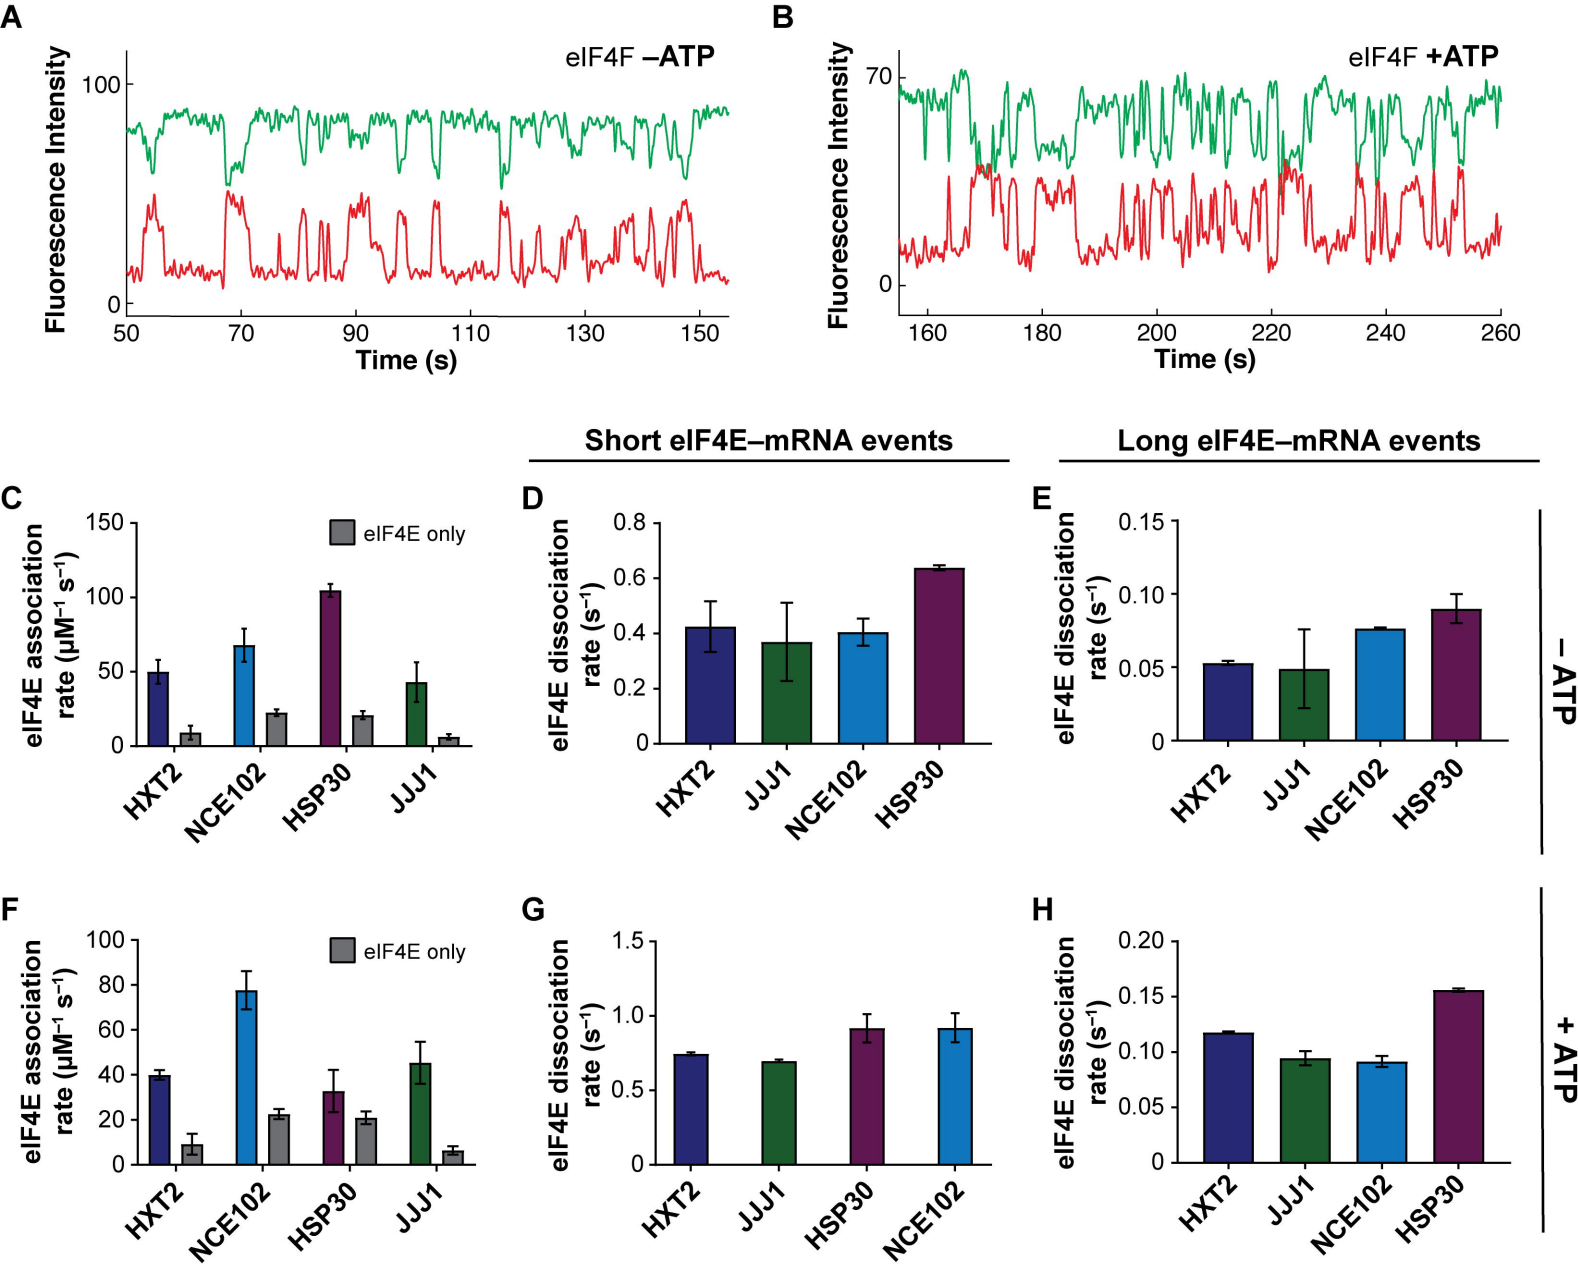 A
eIF4F –ATP
Fluorescence Intensity
100
0
50 70 90 110 130 150
Time (s)
B
eIF4F +ATP
Fluorescence Intensity
70
0
160 180 200 220 240 260
Time (s)
Short eIF4E–mRNA events
Long eIF4E–mRNA events
C
eIF4E association
rate (µM⁻¹ s⁻¹)
150
100
50
0
eIF4E only
HXT2 NCE102 HSP30 JJJ1
D
eIF4E dissociation
rate (s⁻¹)
0.8
0.6
0.4
0.2
0
HXT2 JJJ1 NCE102 HSP30
E
eIF4E dissociation
rate (s⁻¹)
0.15
0.10
0.05
0
HXT2 JJJ1 NCE102 HSP30
– ATP
F
eIF4E association
rate (µM⁻¹ s⁻¹)
100
80
60
40
20
0
eIF4E only
HXT2 NCE102 HSP30 JJJ1
G
eIF4E dissociation
rate (s⁻¹)
1.5
1.0
0.5
0
HXT2 JJJ1 HSP30 NCE102
H
eIF4E dissociation
rate (s⁻¹)
0.20
0.15
0.10
0.05
0
HXT2 JJJ1 NCE102 HSP30
+ ATP